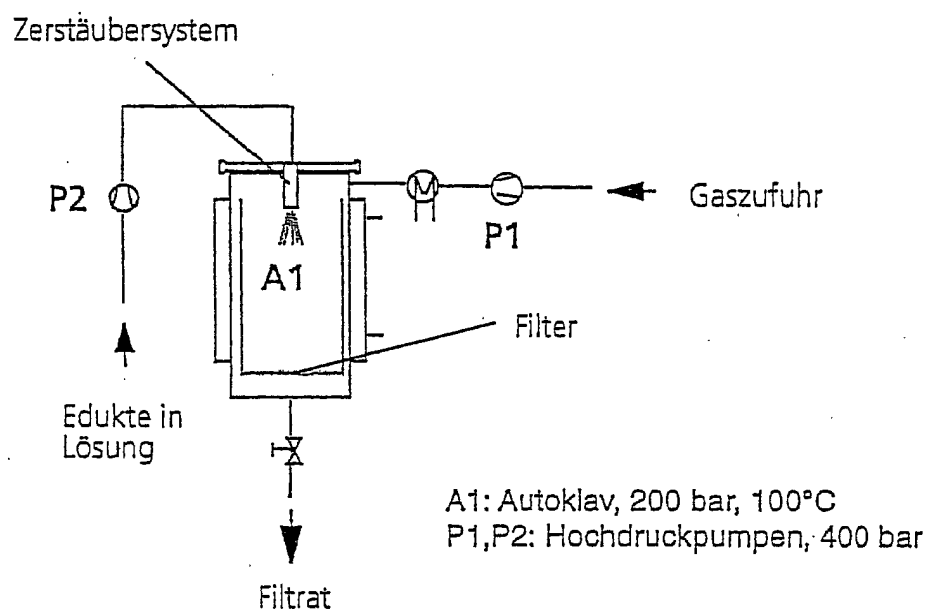 Zerstäubersystem
P2
A1
P1
Gaszufuhr
Filter
Edukte in
Lösung
A1: Autoklav, 200 bar, 100°C
P1,P2: Hochdruckpumpen, 400 bar
Filtrat